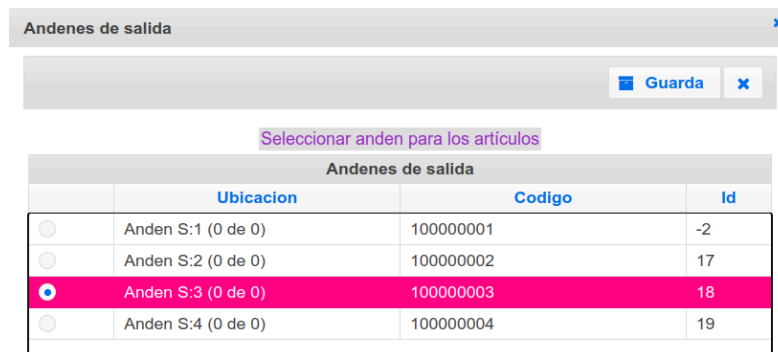 Andenes de salida
Guarda
Seleccionar anden para los artículos
Andenes de salida
Ubicacion Codigo Id
Anden S:1 (0 de 0) 100000001 -2
Anden S:2 (0 de 0) 100000002 17
Anden S:3 (0 de 0) 100000003 18
Anden S:4 (0 de 0) 100000004 19